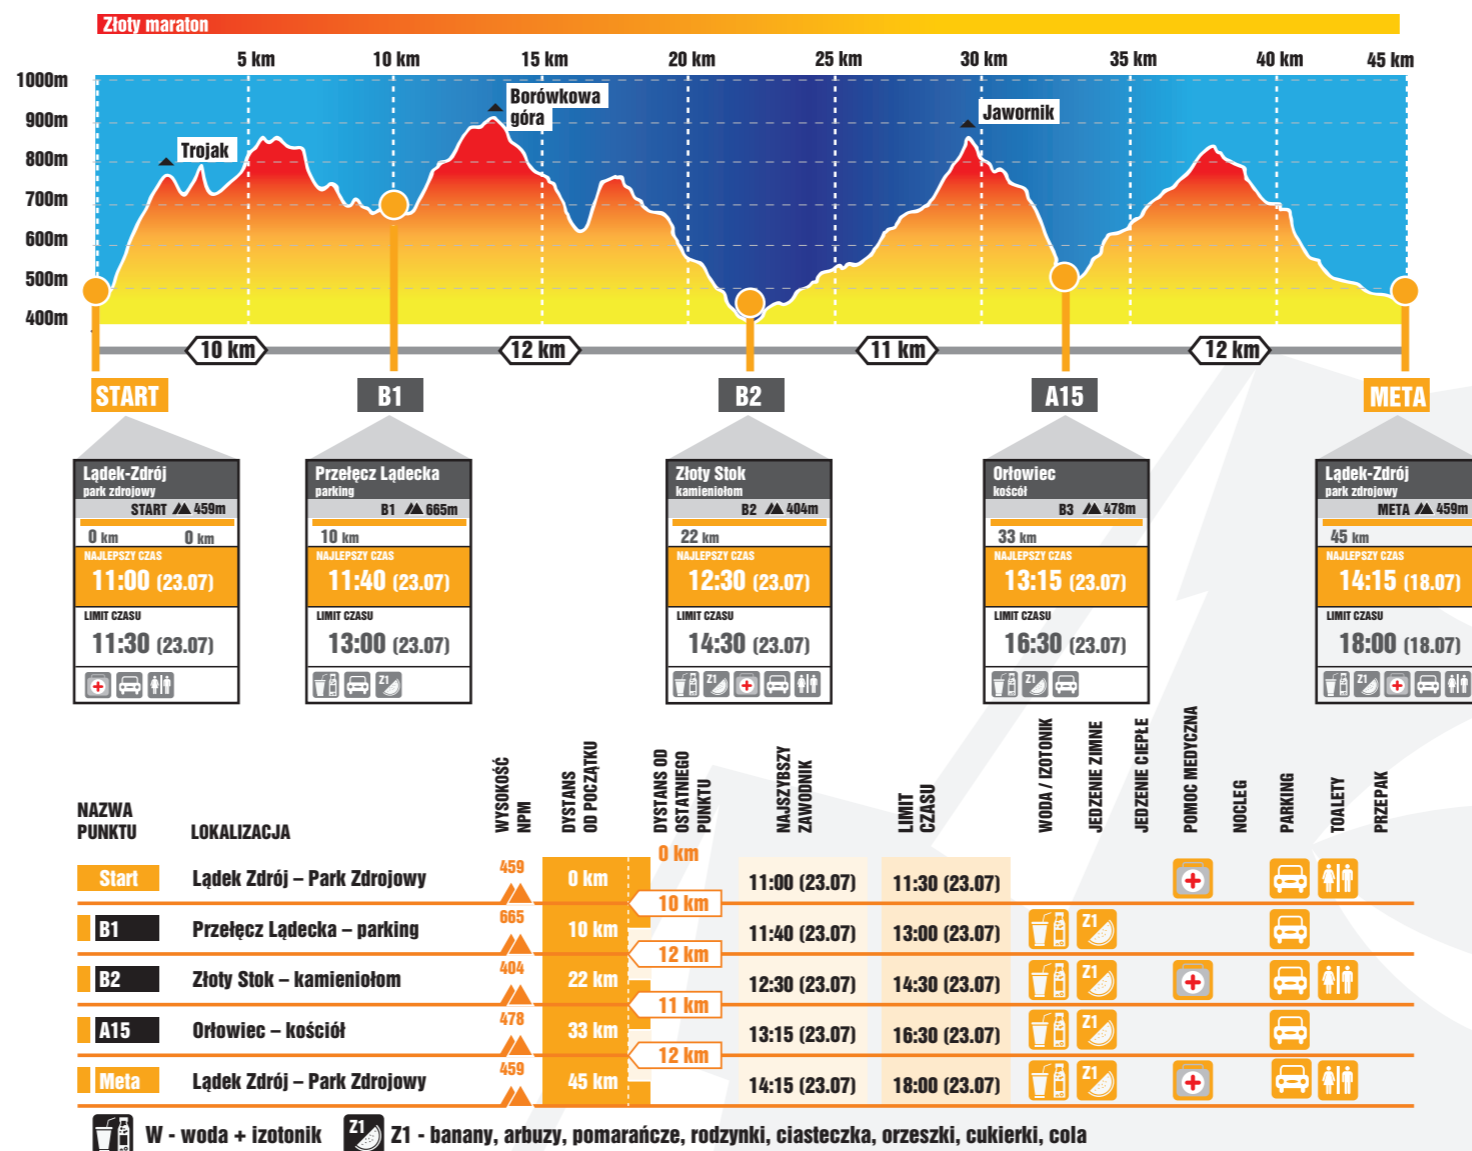 Złoty maraton
5 km 10 km 15 km 20 km 25 km 30 km 35 km 40 km 45 km
1000m
900m
800m
700m
600m
500m
400m
Trojak
Borówkowa
góra
Jawornik
10 km 12 km 11 km 12 km
START B1 B2 A15 META
Lądek-Zdrój
park zdrojowy
START 459m
0 km 0 km
NAJLEPSZY CZAS
11:00 (23.07)
LIMIT CZASU
11:30 (23.07)
Przełęcz Lądecka
parking
B1 665m
10 km
NAJLEPSZY CZAS
11:40 (23.07)
LIMIT CZASU
13:00 (23.07)
Z1
Złoty Stok
kamieniołom
B2 404m
22 km
NAJLEPSZY CZAS
12:30 (23.07)
LIMIT CZASU
14:30 (23.07)
Z1
Orłowiec
kościół
B3 478m
33 km
NAJLEPSZY CZAS
13:15 (23.07)
LIMIT CZASU
16:30 (23.07)
Z1
Lądek-Zdrój
park zdrojowy
META 459m
45 km
NAJLEPSZY CZAS
14:15 (18.07)
LIMIT CZASU
18:00 (18.07)
Z1
NAZWA
PUNKTU
LOKALIZACJA
WYSOKOŚĆ
NPM
DYSTANS
OD POCZĄTKU
DYSTANS OD
OSTATNIEGO
PUNKTU
NAJSZYBSZY
ZAWODNIK
LIMIT
CZASU
WODA / IZOTONIK
JEDZENIE ZIMNE
JEDZENIE CIEPŁE
POMOC MEDYCZNA
NOCLEG
PARKING
TOALETY
PRZEPAK
0 km
Start Lądek Zdrój – Park Zdrojowy 459 0 km 11:00 (23.07) 11:30 (23.07)
10 km
B1 Przełęcz Lądecka – parking 665 10 km 11:40 (23.07) 13:00 (23.07) Z1
12 km
B2 Złoty Stok – kamieniołom 404 22 km 12:30 (23.07) 14:30 (23.07) Z1
11 km
A15 Orłowiec – kościół 478 33 km 13:15 (23.07) 16:30 (23.07) Z1
12 km
Meta Lądek Zdrój – Park Zdrojowy 459 45 km 14:15 (23.07) 18:00 (23.07) Z1
W - woda + izotonik Z1 Z1 - banany, arbuzy, pomarańcze, rodzynki, ciasteczka, orzeszki, cukierki, cola